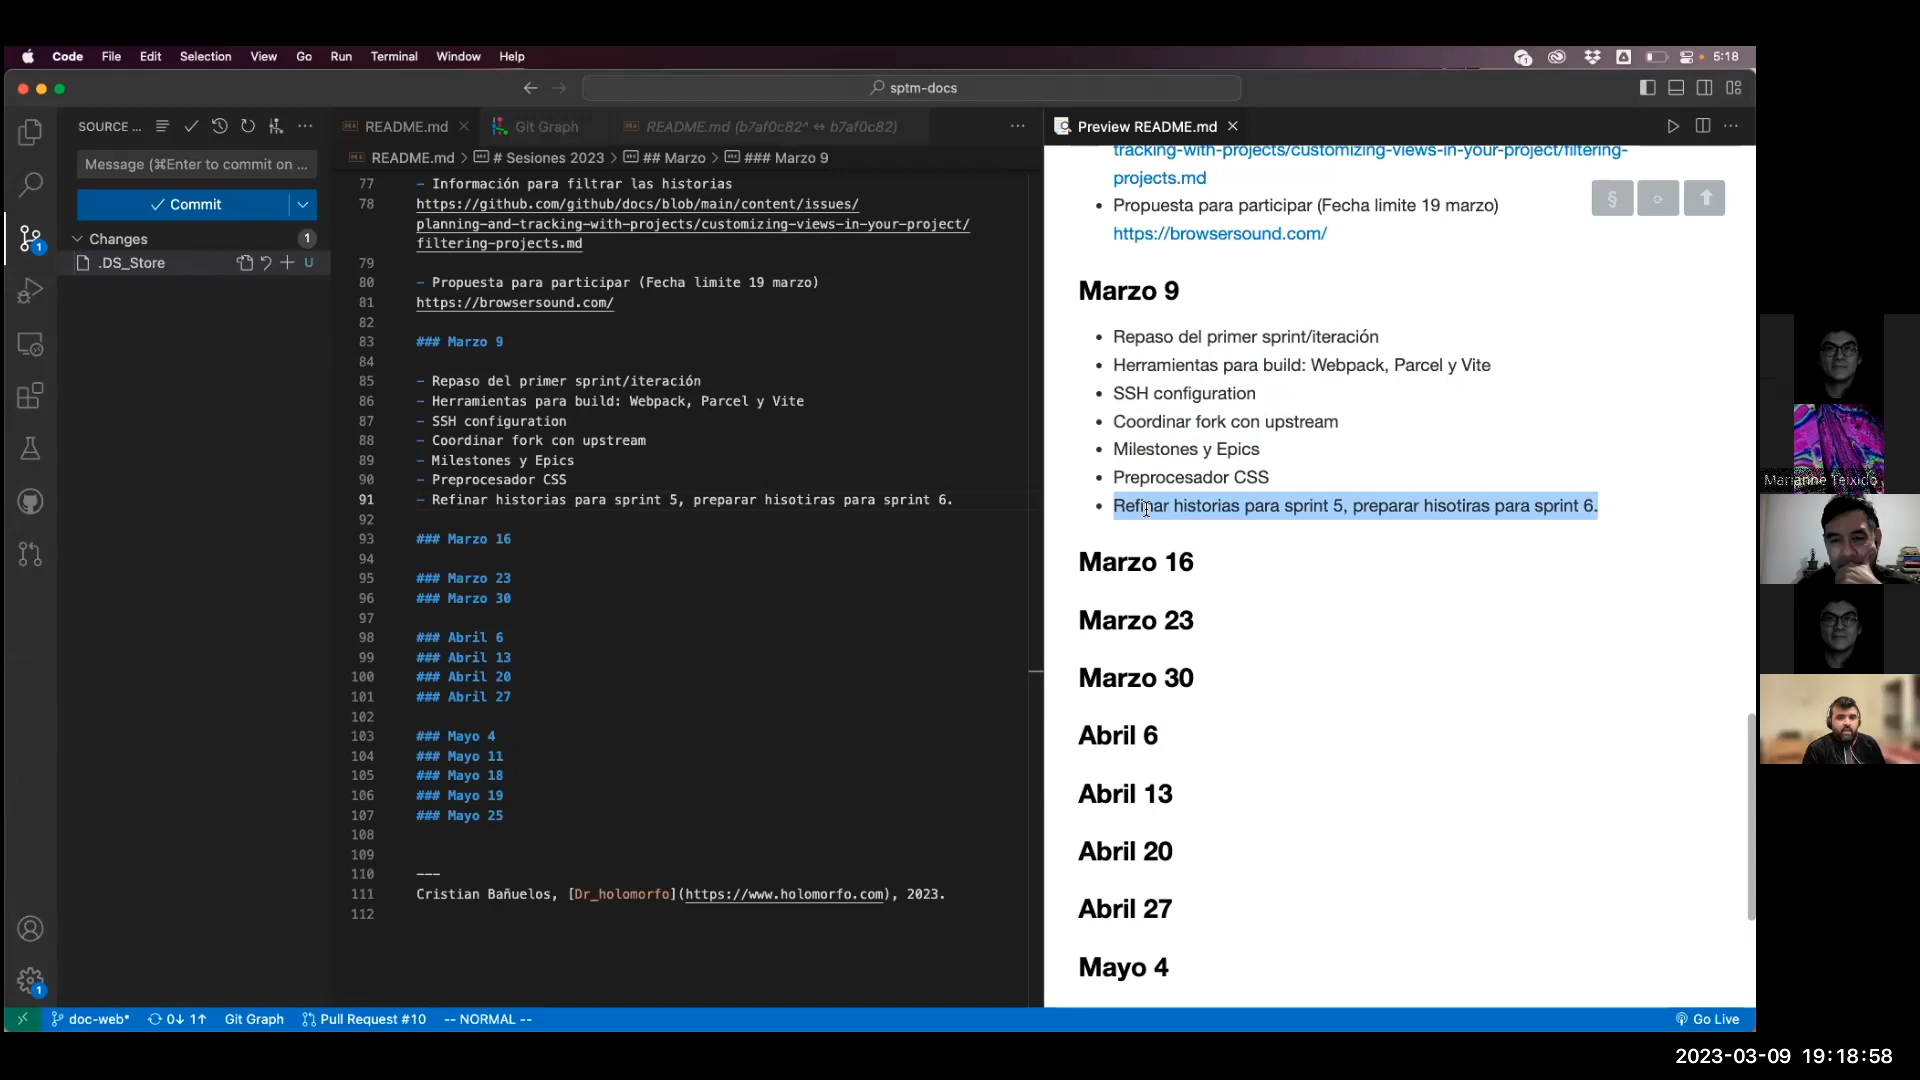 Code File Edit Selection View Go Run Terminal Window Help 5:18
sptm-docs
SOURCE ... README.md Git Graph README.md (b7af0c82^ ↔ b7af0c82) ... Preview README.md
Message (⌘Enter to commit on ...
README.md > # Sesiones 2023 > ## Marzo > ### Marzo 9
Commit
Changes 1
.DS_Store U
1
1
77 - Información para filtrar las historias
78 https://github.com/github/docs/blob/main/content/issues/
planning-and-tracking-with-projects/customizing-views-in-your-project/
filtering-projects.md
79
80 - Propuesta para participar (Fecha limite 19 marzo)
81 https://browsersound.com/
82
83 ### Marzo 9
84
85 - Repaso del primer sprint/iteración
86 - Herramientas para build: Webpack, Parcel y Vite
87 - SSH configuration
88 - Coordinar fork con upstream
89 - Milestones y Epics
90 - Preprocesador CSS
91 - Refinar historias para sprint 5, preparar hisotiras para sprint 6.
92
93 ### Marzo 16
94
95 ### Marzo 23
96 ### Marzo 30
97
98 ### Abril 6
99 ### Abril 13
100 ### Abril 20
101 ### Abril 27
102
103 ### Mayo 4
104 ### Mayo 11
105 ### Mayo 18
106 ### Mayo 19
107 ### Mayo 25
108
109
110 ---
111 Cristian Bañuelos, [Dr_holomorfo](https://www.holomorfo.com), 2023.
112
tracking-with-projects/customizing-views-in-your-project/filtering-
projects.md
• Propuesta para participar (Fecha limite 19 marzo)
https://browsersound.com/
§
Marzo 9
• Repaso del primer sprint/iteración
• Herramientas para build: Webpack, Parcel y Vite
• SSH configuration
• Coordinar fork con upstream
• Milestones y Epics
• Preprocesador CSS
• Refinar historias para sprint 5, preparar hisotiras para sprint 6.
Marzo 16
Marzo 23
Marzo 30
Abril 6
Abril 13
Abril 20
Abril 27
Mayo 4
Marianne Teixido
doc-web* 0↓ 1↑ Git Graph Pull Request #10 -- NORMAL -- Go Live
2023-03-09 19:18:58